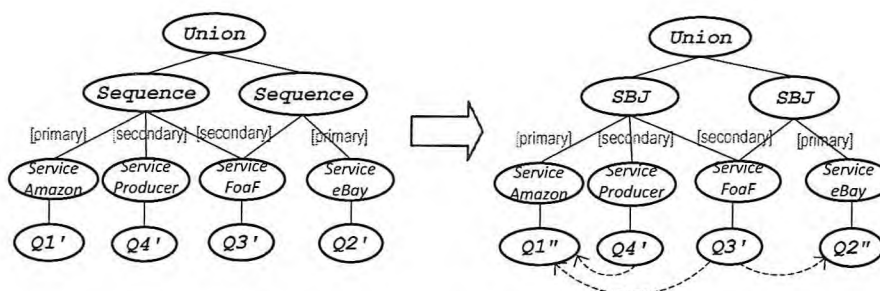 Union
Sequence
Sequence
[primary]
[secondary]
[secondary]
[primary]
Service
Amazon
Service
Producer
Service
FoaF
Service
eBay
Q1'
Q4'
Q3'
Q2'
Union
SBJ
SBJ
[primary]
[secondary]
[secondary]
[primary]
Service
Amazon
Service
Producer
Service
FoaF
Service
eBay
Q1"
Q4'
Q3'
Q2"